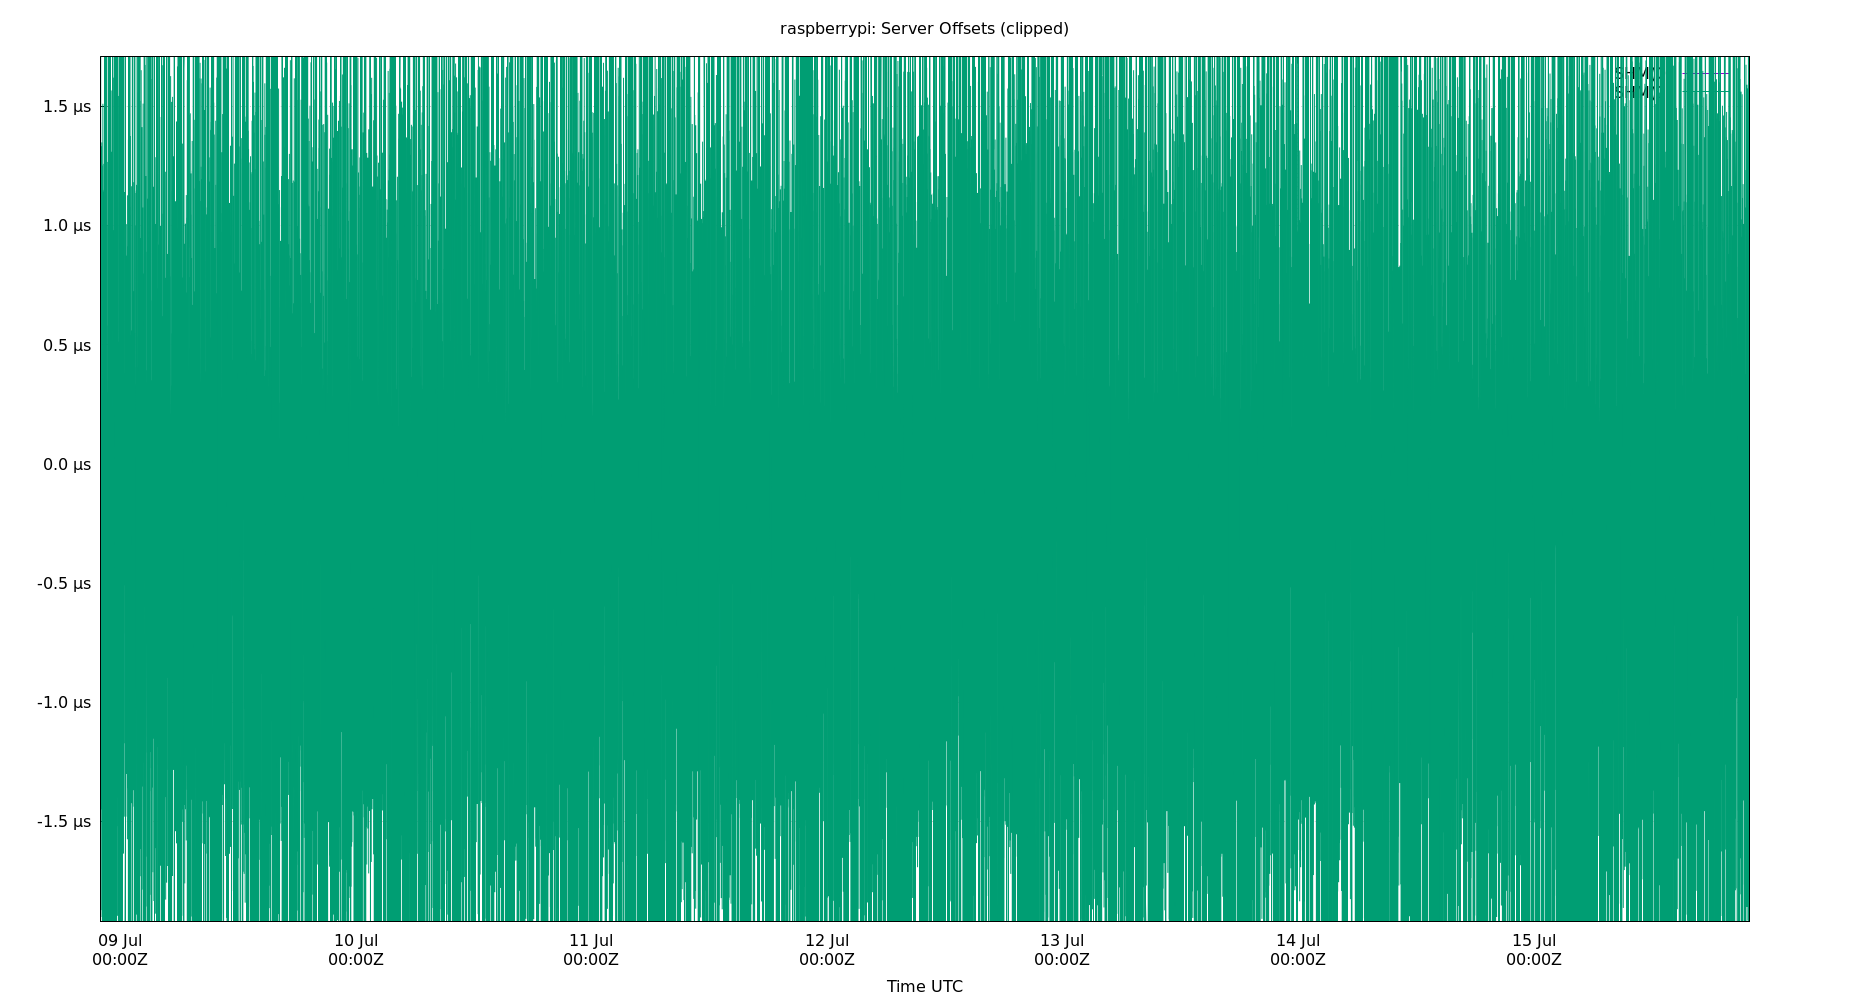 raspberrypi: Server Offsets (clipped)
1.5 µs
1.0 µs
0.5 µs
0.0 µs
-0.5 µs
-1.0 µs
-1.5 µs
09 Jul 10 Jul 11 Jul 12 Jul 13 Jul 14 Jul 15 Jul
00:00Z 00:00Z 00:00Z 00:00Z 00:00Z 00:00Z 00:00Z
Time UTC